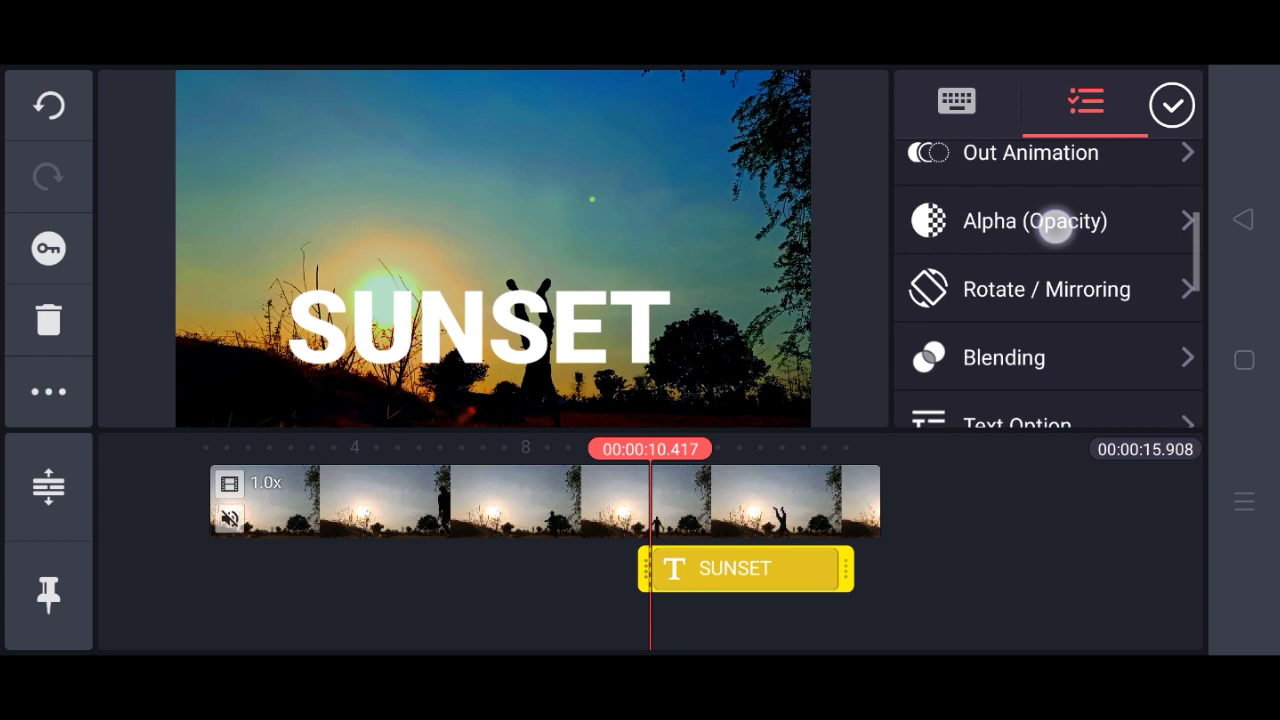 Out Animation
Alpha (Opacity)
Rotate / Mirroring
Blending
Text Option
SUNSET
4
8
00:00:10.417
00:00:15.908
1.0x
T SUNSET